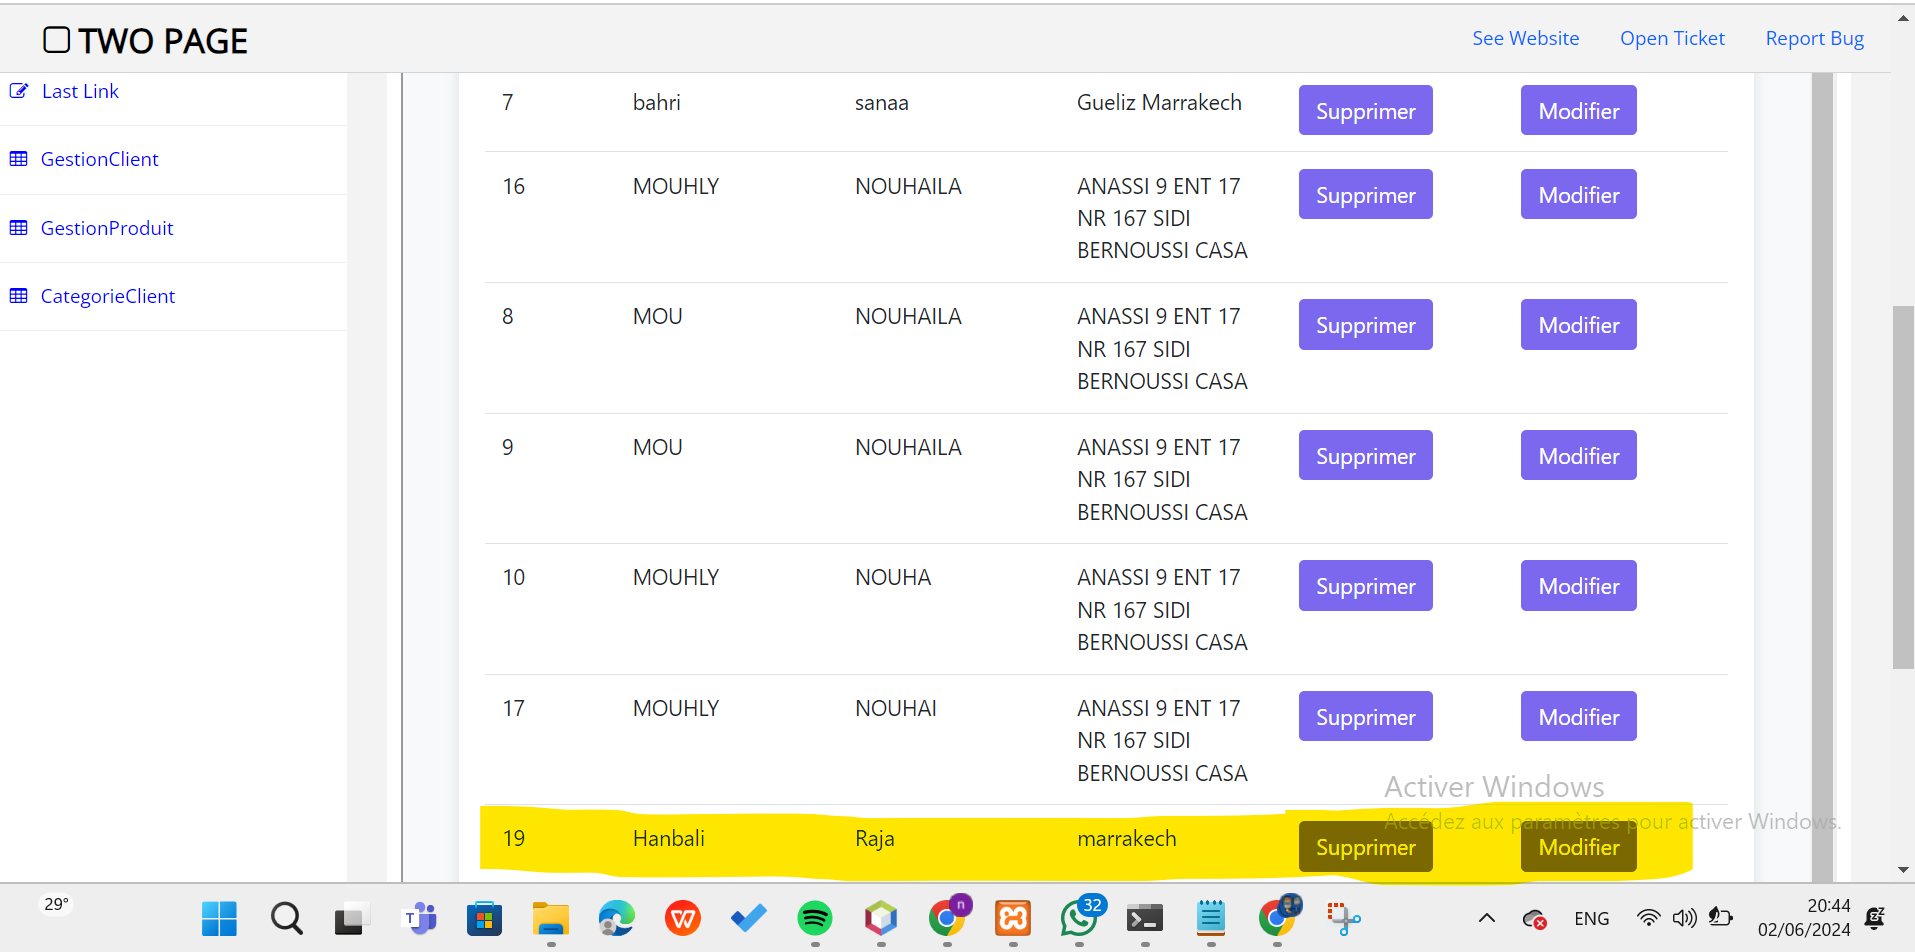 TWO PAGE
See Website Open Ticket Report Bug
Last Link
GestionClient
GestionProduit
CategorieClient
7 bahri sanaa Gueliz Marrakech Supprimer Modifier
16 MOUHLY NOUHAILA ANASSI 9 ENT 17 Supprimer Modifier
NR 167 SIDI
BERNOUSSI CASA
8 MOU NOUHAILA ANASSI 9 ENT 17 Supprimer Modifier
NR 167 SIDI
BERNOUSSI CASA
9 MOU NOUHAILA ANASSI 9 ENT 17 Supprimer Modifier
NR 167 SIDI
BERNOUSSI CASA
10 MOUHLY NOUHA ANASSI 9 ENT 17 Supprimer Modifier
NR 167 SIDI
BERNOUSSI CASA
17 MOUHLY NOUHAI ANASSI 9 ENT 17 Supprimer Modifier
NR 167 SIDI
BERNOUSSI CASA
19 Hanbali Raja marrakech Supprimer Modifier
Activer Windows
Accédez aux paramètres pour activer Windows.
29°
T
n
32
ENG
20:44
02/06/2024